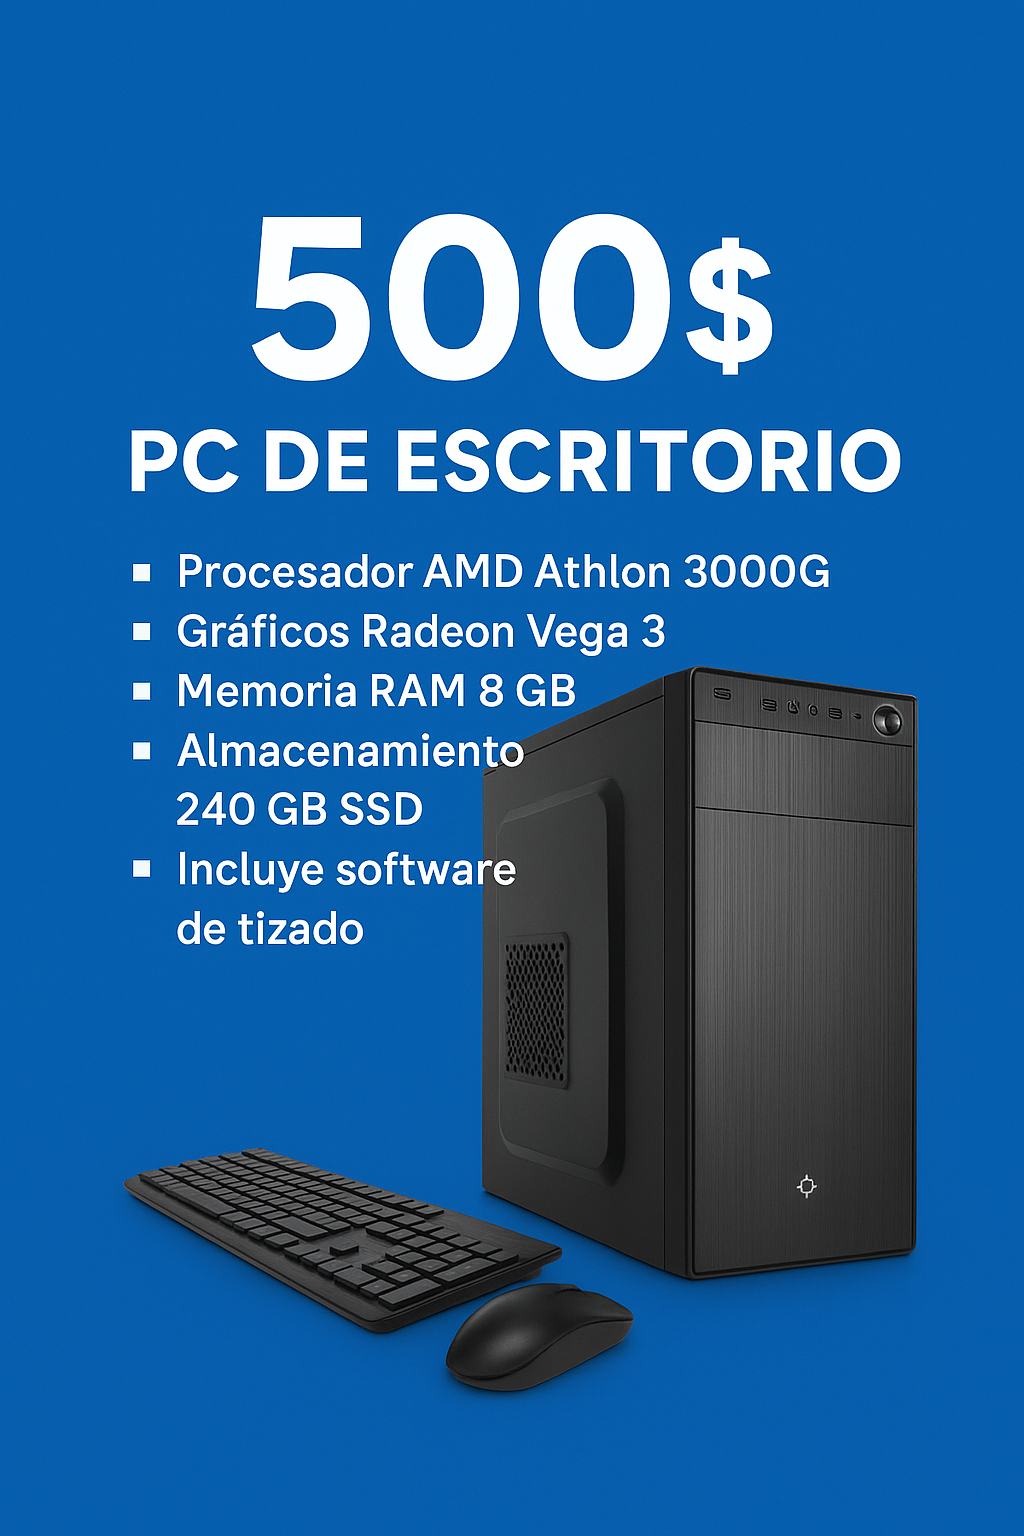 500$
PC DE ESCRITORIO
▪ Procesador AMD Athlon 3000G
▪ Gráficos Radeon Vega 3
▪ Memoria RAM 8 GB
▪ Almacenamiento
240 GB SSD
▪ Incluye software
de tizado